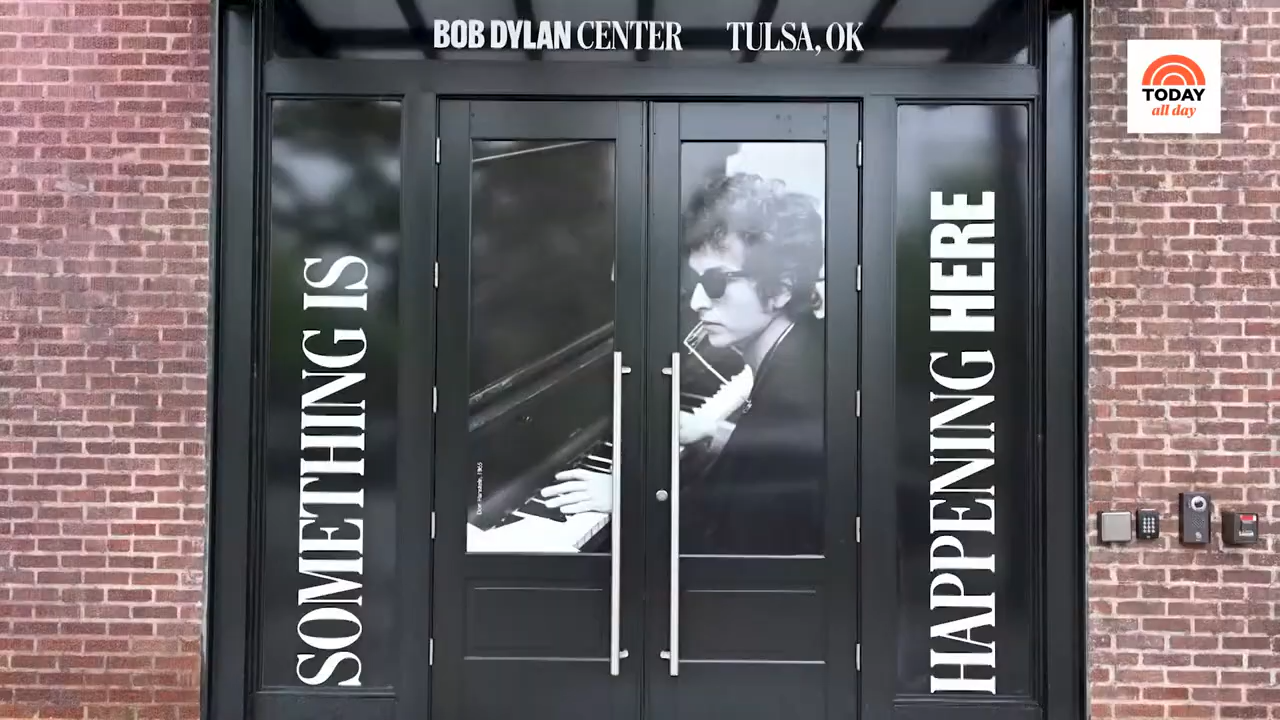 BOB DYLAN CENTER TULSA, OK
TODAY
all day
SOMETHING IS
HAPPENING HERE